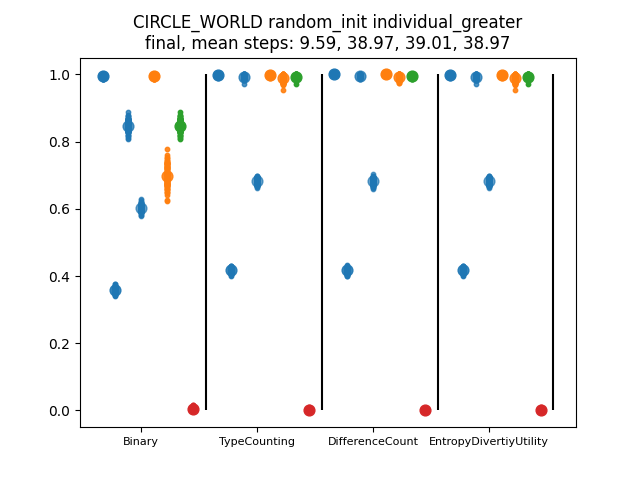 CIRCLE_WORLD random_init individual_greater
final, mean steps: 9.59, 38.97, 39.01, 38.97
1.0
0.8
0.6
0.4
0.2
0.0
Binary TypeCounting DifferenceCount EntropyDivertiyUtility